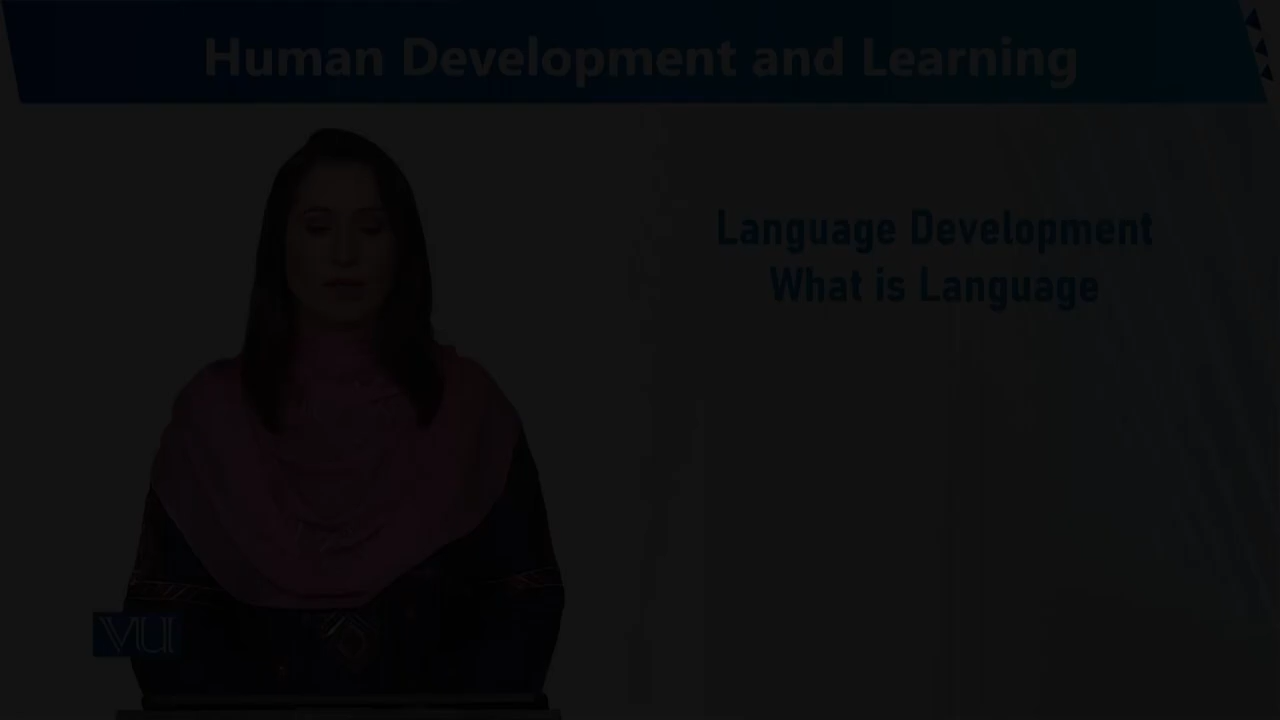 Human Development and Learning
Language Development
What is Language
VU